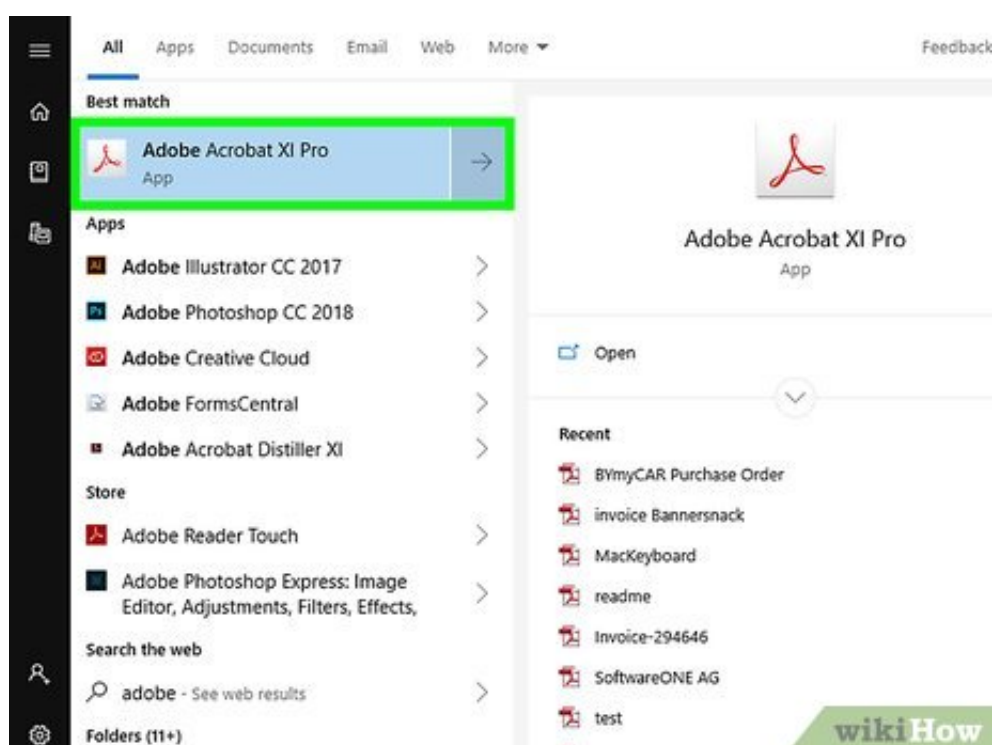 All Apps Documents Email Web More Feedback
Best match
Adobe Acrobat XI Pro
App
Apps
Adobe Illustrator CC 2017
Adobe Photoshop CC 2018
Adobe Creative Cloud
Adobe FormsCentral
Adobe Acrobat Distiller XI
Store
Adobe Reader Touch
Adobe Photoshop Express: Image
Editor, Adjustments, Filters, Effects,
Search the web
adobe - See web results
Folders (11+)
Adobe Acrobat XI Pro
App
Open
Recent
BYmyCAR Purchase Order
invoice Bannersnack
MacKeyboard
readme
Invoice-294646
SoftwareONE AG
test
wikiHow